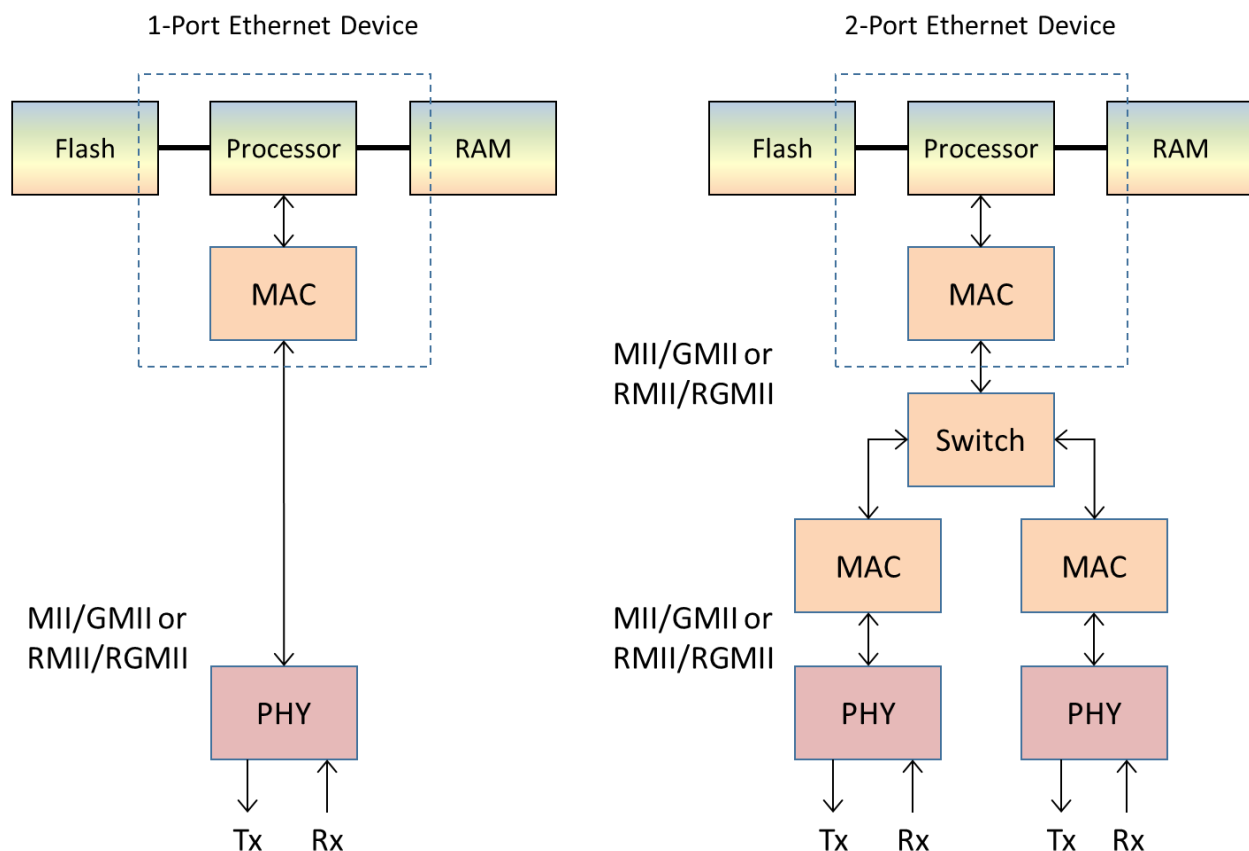 1-Port Ethernet Device
Flash
Processor
RAM
MAC
MII/GMII or
RMII/RGMII
PHY
Tx
Rx
2-Port Ethernet Device
Flash
Processor
RAM
MAC
MII/GMII or
RMII/RGMII
Switch
MAC
MAC
MII/GMII or
RMII/RGMII
PHY
PHY
Tx
Rx
Tx
Rx